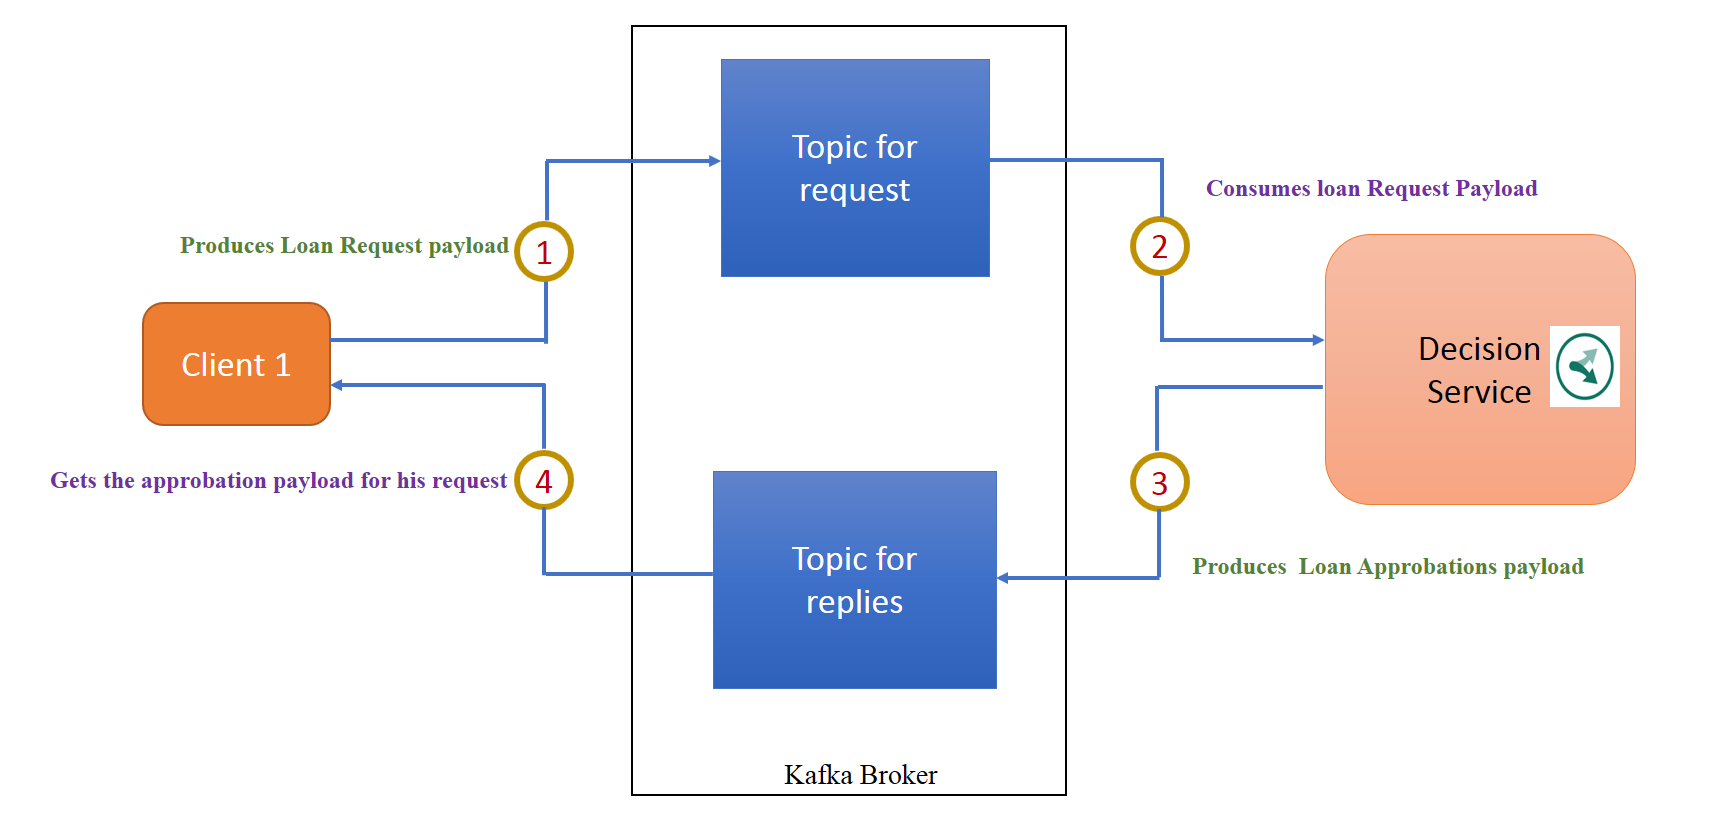 Topic for
request
Consumes loan Request Payload
Produces Loan Request payload
1
2
Client 1
Decision
Service
Gets the approbation payload for his request
4
3
Topic for
replies
Produces  Loan Approbations payload
Kafka Broker